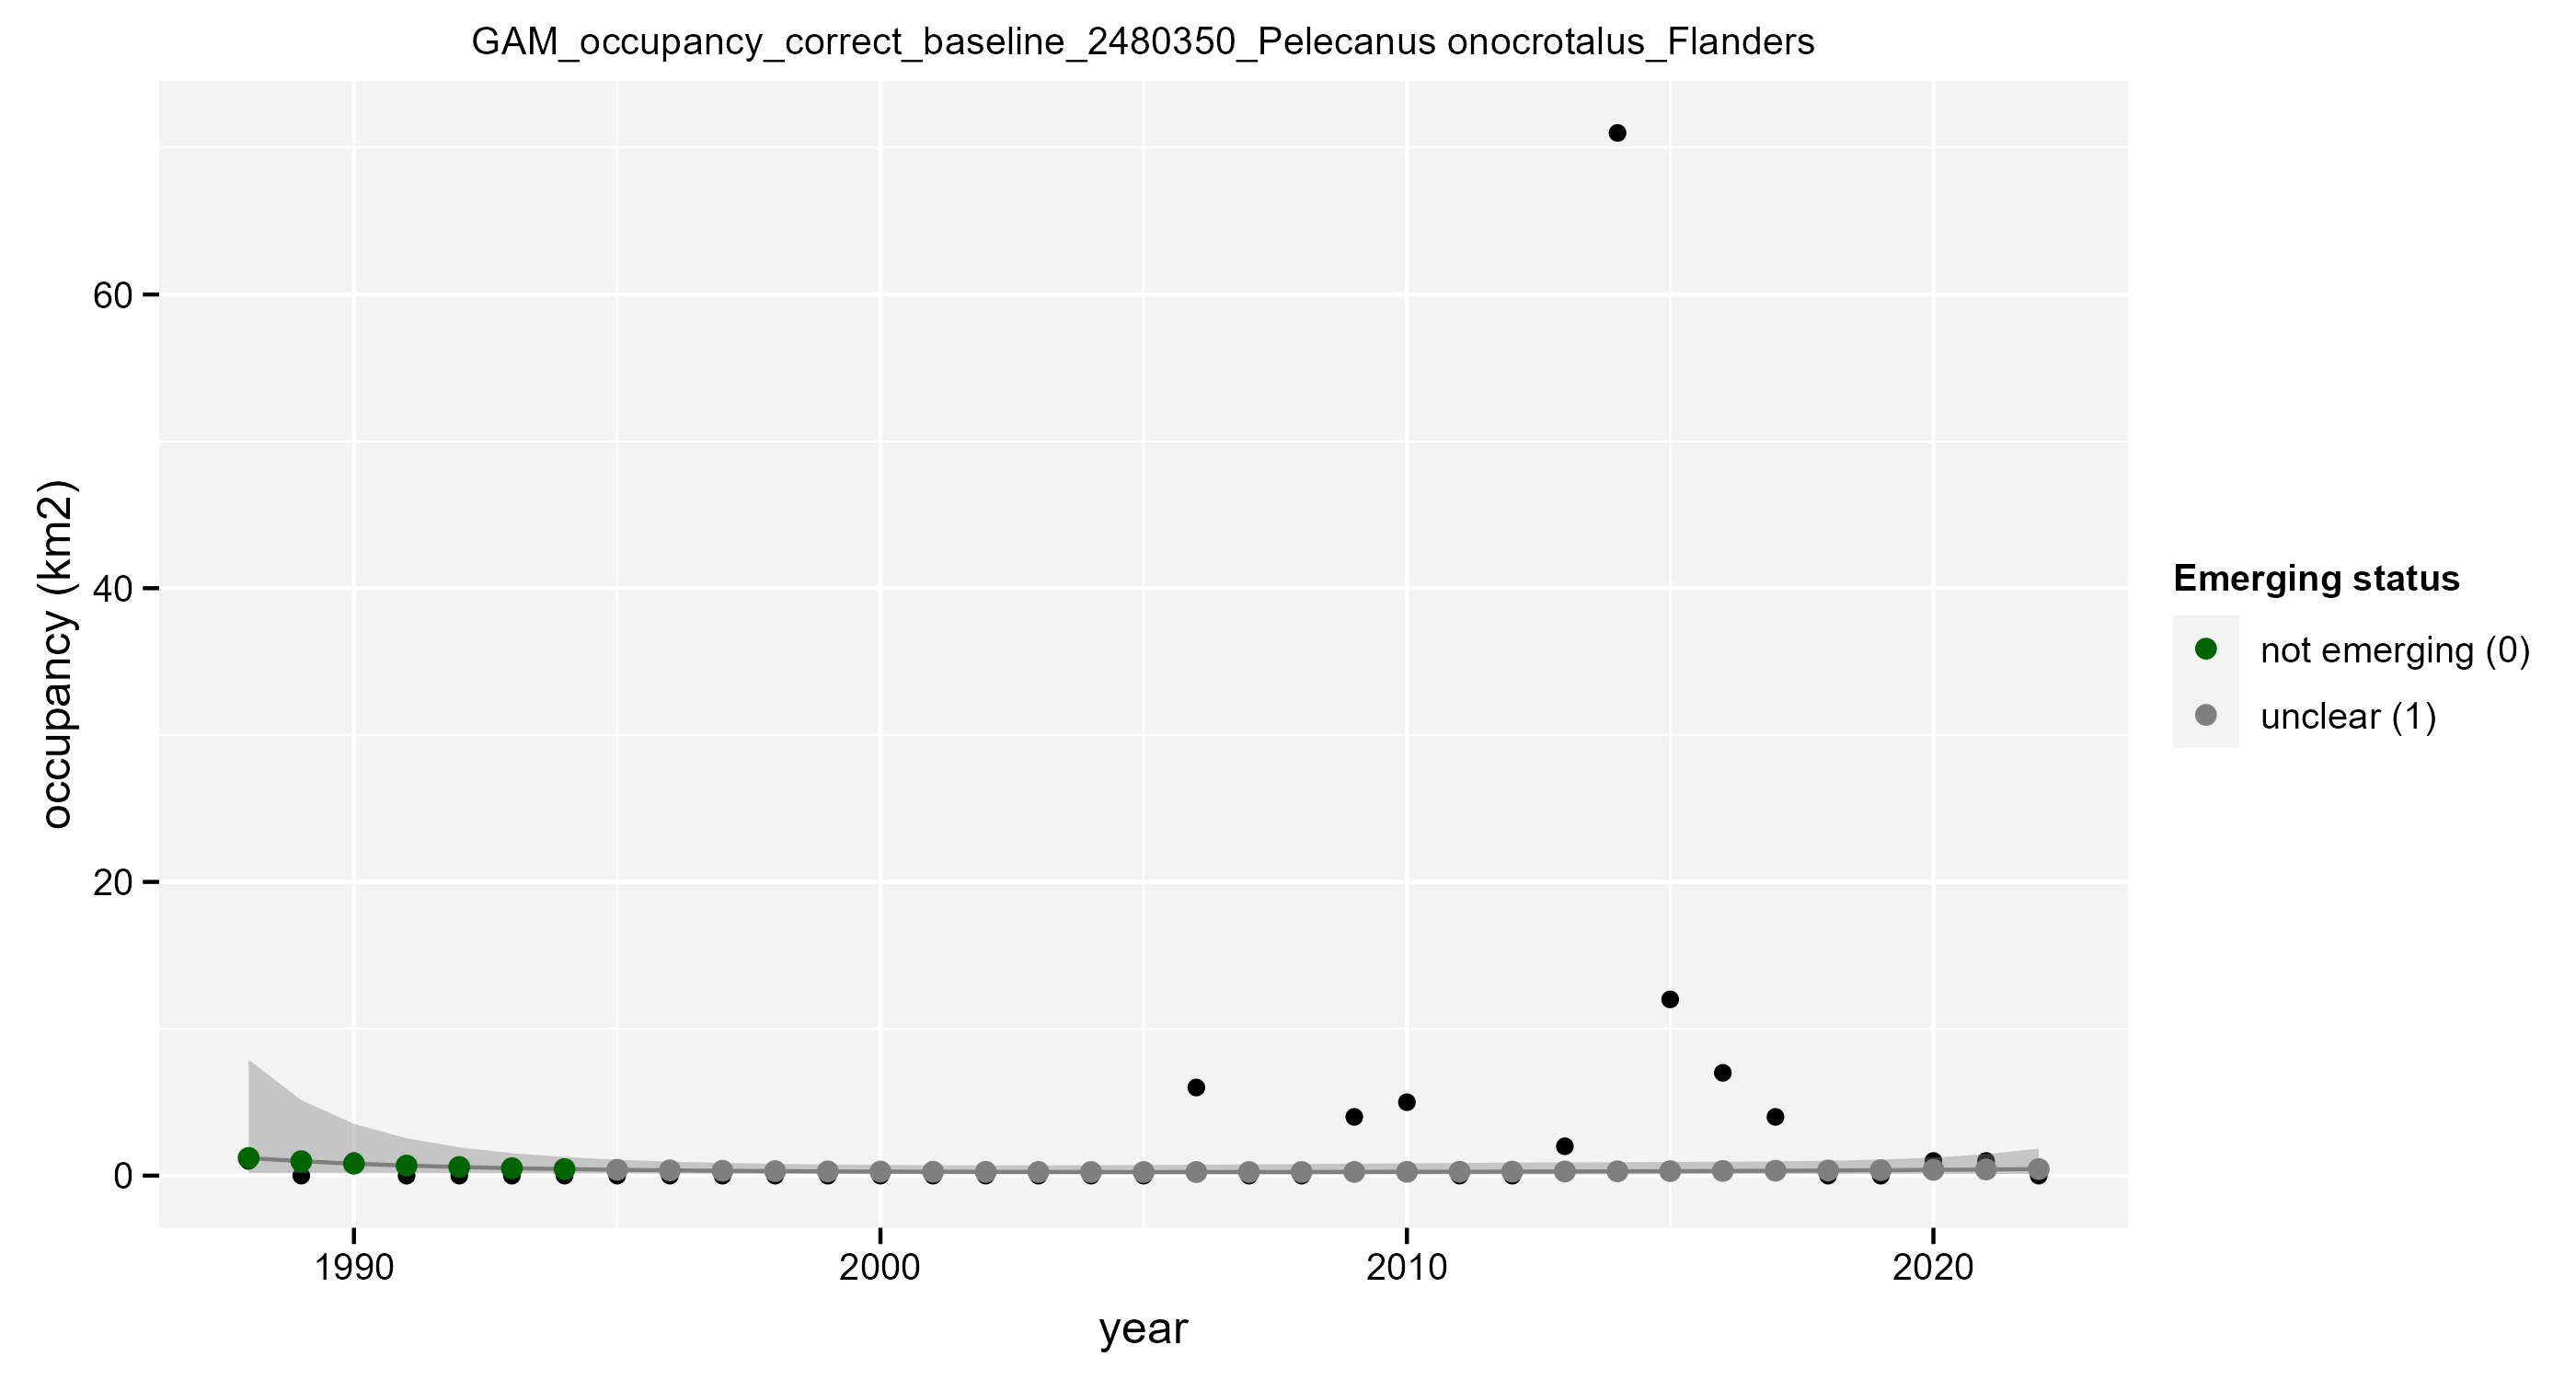 GAM_occupancy_correct_baseline_2480350_Pelecanus onocrotalus_Flanders
occupancy (km2)
60
40
20
0
1990 2000 2010 2020
year
Emerging status
not emerging (0)
unclear (1)